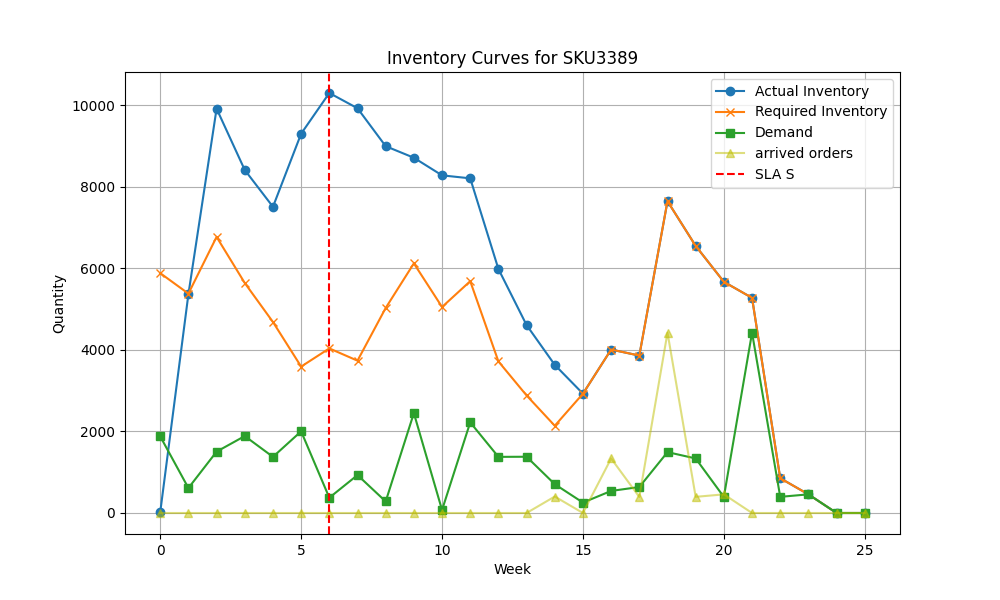 Inventory Curves for SKU3389
Actual Inventory
Required Inventory
Demand
arrived orders
SLA S
Quantity
10000
8000
6000
4000
2000
0
0 5 10 15 20 25
Week